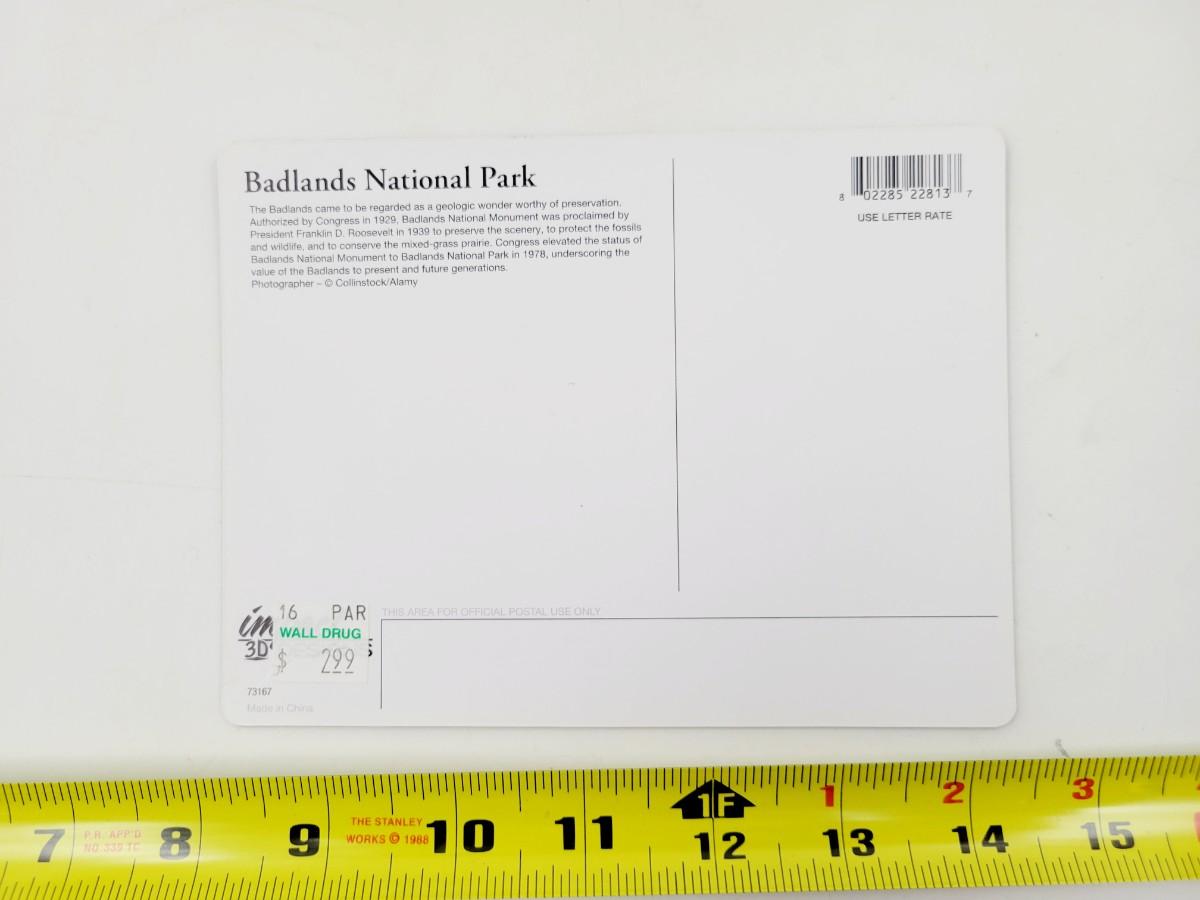 Badlands National Park
The Badlands came to be regarded as a geologic wonder worthy of preservation.
Authorized by Congress in 1929, Badlands National Monument was proclaimed by
President Franklin D. Roosevelt in 1939 to preserve the scenery, to protect the fossils
and wildlife, and to conserve the mixed-grass prairie. Congress elevated the status of
Badlands National Monument to Badlands National Park in 1978, underscoring the
value of the Badlands to present and future generations.
Photographer – © Collinstock/Alamy
8 02285 22813 7
USE LETTER RATE
16 PAR
WALL DRUG
$ 299
im
3D
S
73167
Made in China
THIS AREA FOR OFFICIAL POSTAL USE ONLY
1F 1 2 3
7 8 9 10 11 12 13 14 15
P.R. APP'D
NO. 339 TC
THE STANLEY
WORKS © 1988